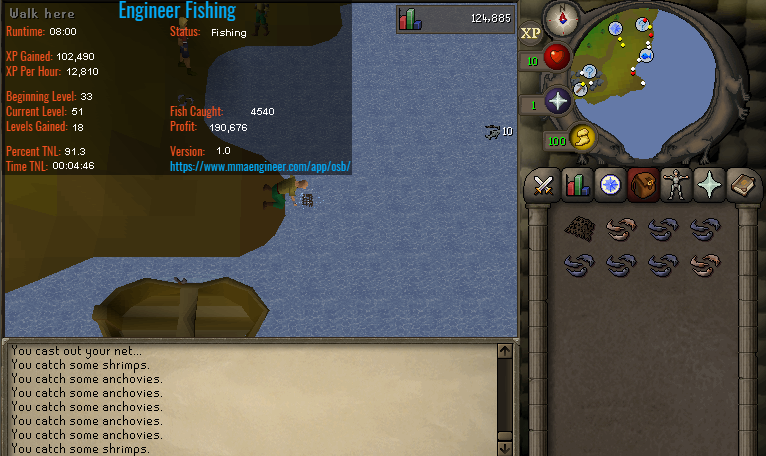 Walk here
Engineer Fishing
124,885
Runtime: 08:00
Status: Fishing
XP
XP Gained: 102,490
XP Per Hour: 12,810
10
Beginning Level: 33
Current Level: 51
Fish Caught: 4540
1
Levels Gained: 18
Profit: 190,676
10
100
Percent TNL: 91.3
Version: 1.0
Time TNL: 00:04:46
https://www.mmaengineer.com/app/osb/
You cast out your net...
You catch some shrimps.
You catch some anchovies.
You catch some anchovies.
You catch some anchovies.
You catch some anchovies.
You catch some anchovies.
You catch some shrimps.